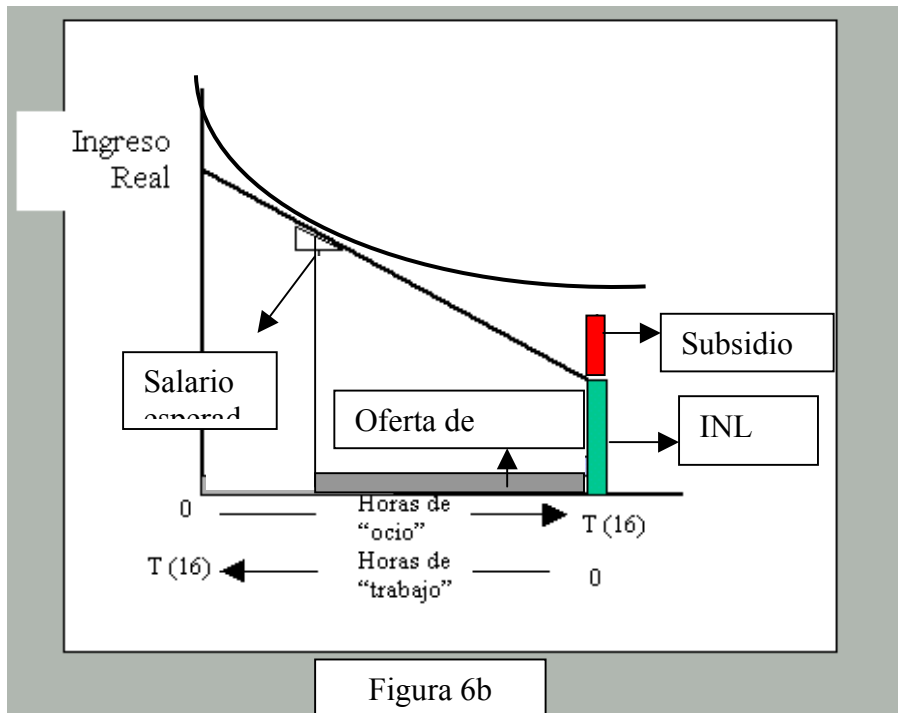 Ingreso
Real
Subsidio
Salario
Oferta de
INL
0
Horas de
“ocio”
T (16)
T (16)
Horas de
“trabajo”
0
Figura 6b